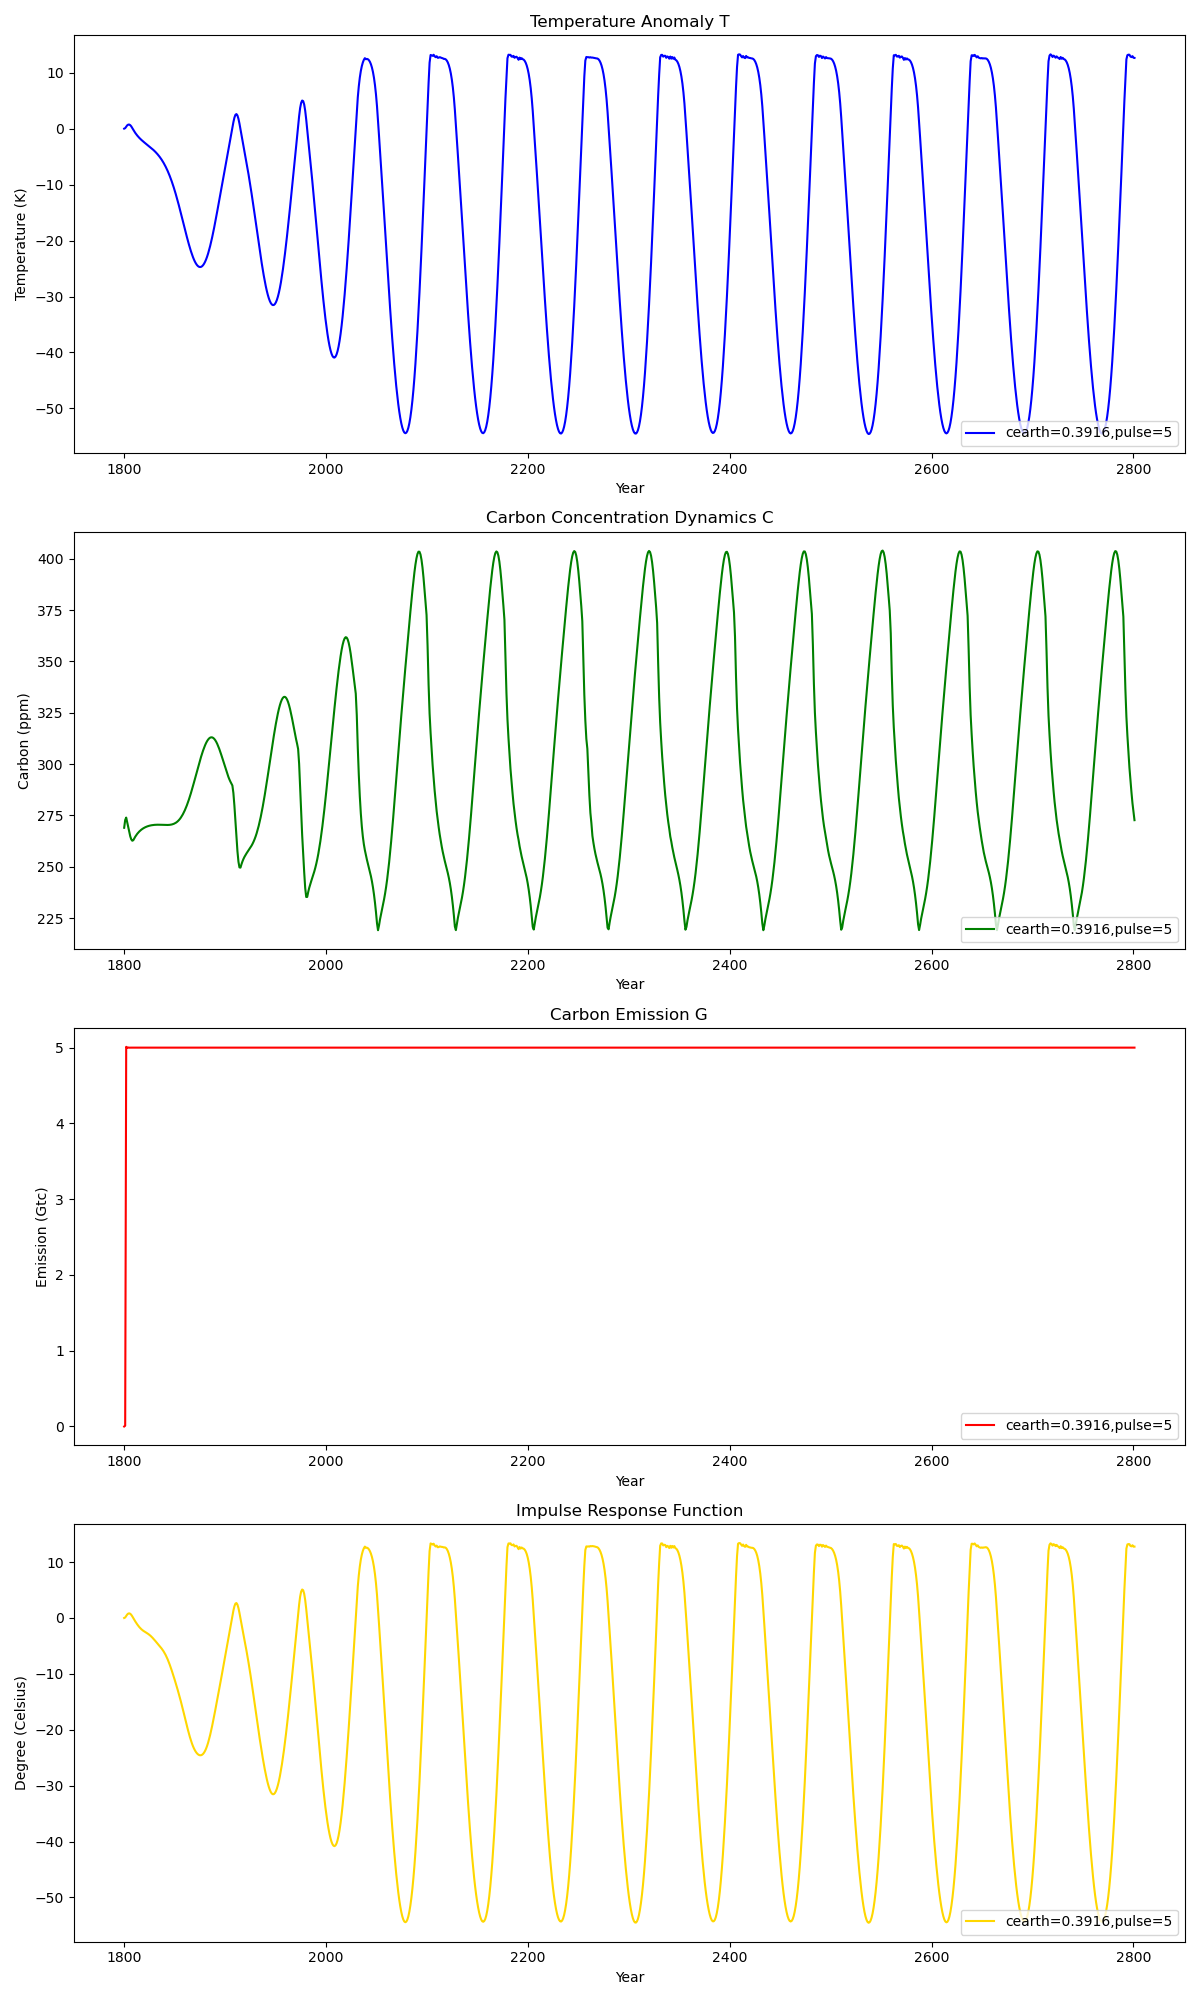 Temperature Anomaly T
Temperature (K)
10
0
−10
−20
−30
−40
−50
cearth=0.3916,pulse=5
1800 2000 2200 2400 2600 2800
Year
Carbon Concentration Dynamics C
Carbon (ppm)
400
375
350
325
300
275
250
225
cearth=0.3916,pulse=5
1800 2000 2200 2400 2600 2800
Year
Carbon Emission G
Emission (Gtc)
5
4
3
2
1
0
cearth=0.3916,pulse=5
1800 2000 2200 2400 2600 2800
Year
Impulse Response Function
Degree (Celsius)
10
0
−10
−20
−30
−40
−50
cearth=0.3916,pulse=5
1800 2000 2200 2400 2600 2800
Year